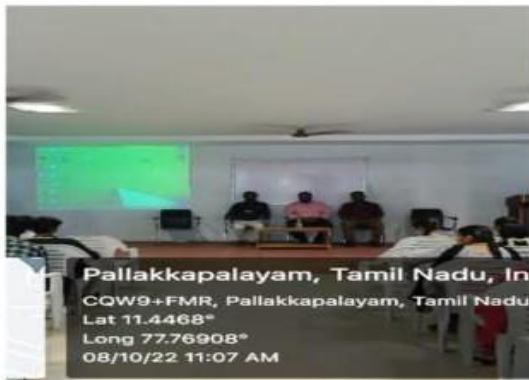 Pallakkapalayam, Tamil Nadu, In
CQW9+FMR, Pallakkapalayam, Tamil Nadu
Lat 11.4468°
Long 77.76908°
08/10/22 11:07 AM